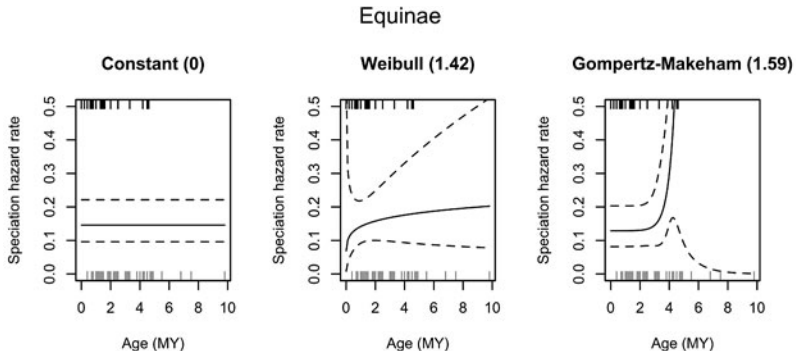 Equinae
Constant (0)
Speciation hazard rate
0.0 0.1 0.2 0.3 0.4 0.5
0 2 4 6 8 10
Age (MY)
Weibull (1.42)
Speciation hazard rate
0.0 0.1 0.2 0.3 0.4 0.5
0 2 4 6 8 10
Age (MY)
Gompertz-Makeham (1.59)
Speciation hazard rate
0.0 0.1 0.2 0.3 0.4 0.5
0 2 4 6 8 10
Age (MY)